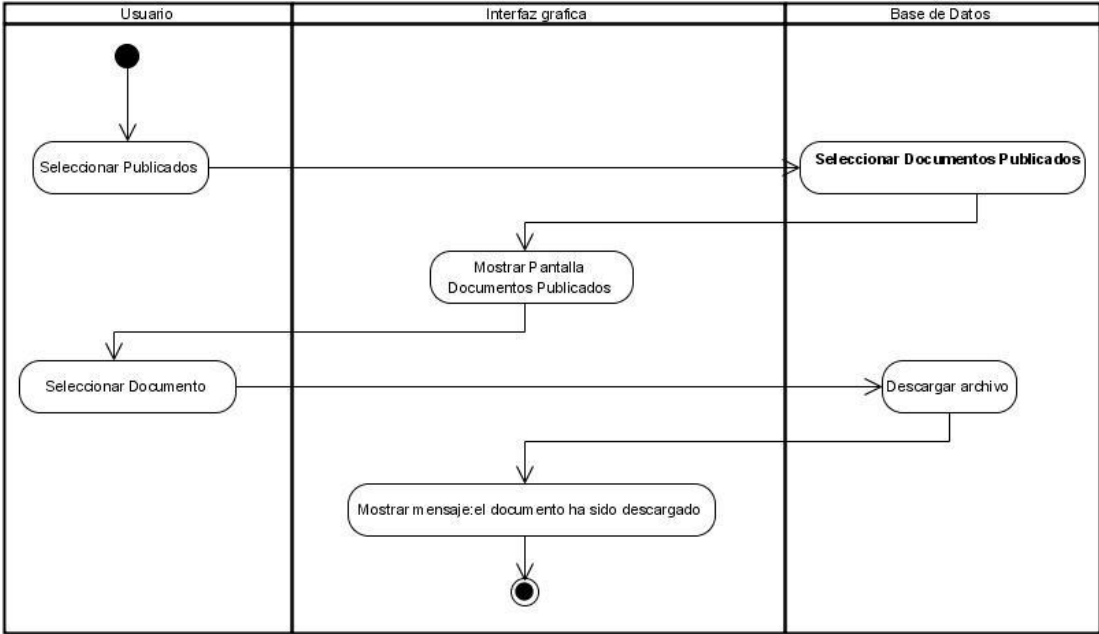 Usuario
Interfaz grafica
Base de Datos
Seleccionar Publicados
Seleccionar Documentos Publicados
Mostrar Pantalla
Documentos Publicados
Seleccionar Documento
Descargar archivo
Mostrar mensaje:el documento ha sido descargado